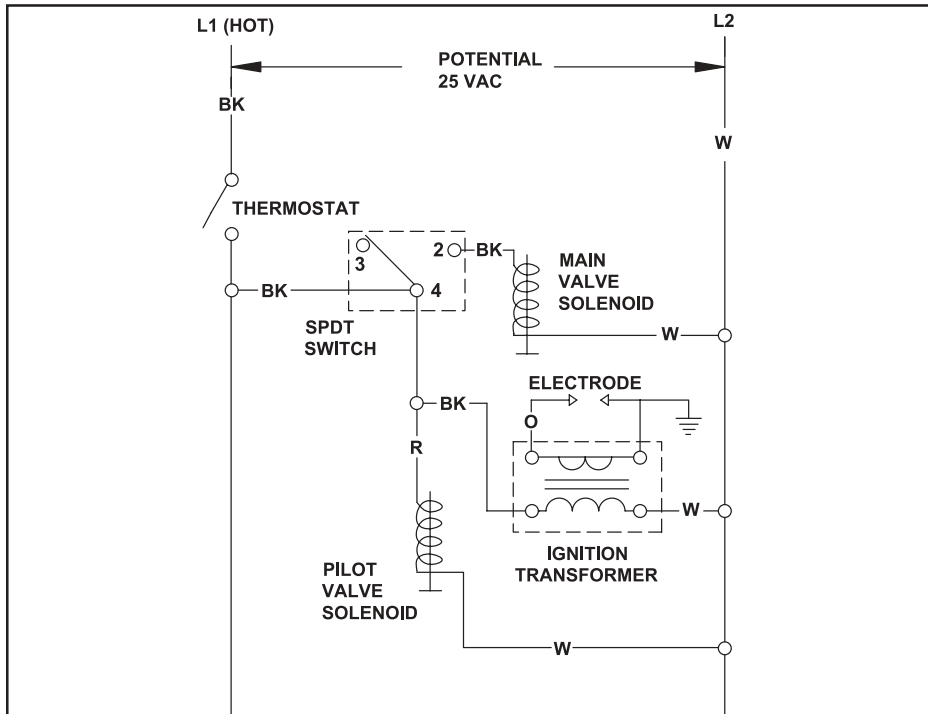 L1 (HOT)
L2
POTENTIAL
25 VAC
BK
W
THERMOSTAT
3
2
BK
MAIN
VALVE
SOLENOID
BK
4
SPDT
SWITCH
W
ELECTRODE
BK
O
R
W
IGNITION
TRANSFORMER
PILOT
VALVE
SOLENOID
W